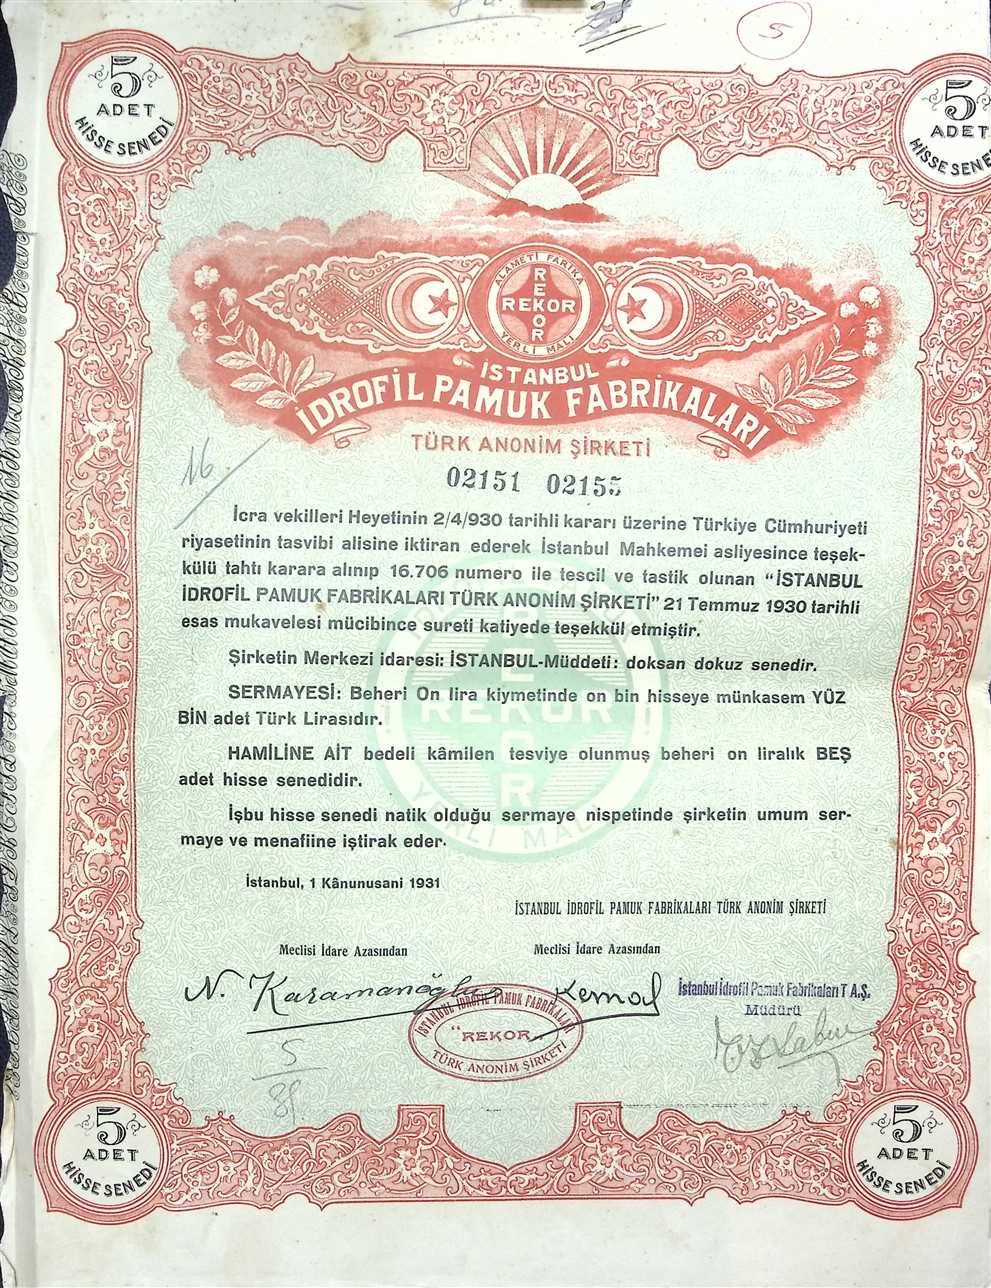 5
5
ADET
HİSSE SENEDİ
5
ADET
HİSSE SENE
ALAMETİ FARİKA
REKOR
REKOR
YERLİ MALI
İSTANBUL
İDROFİL PAMUK FABRİKALARI
TÜRK ANONİM ŞİRKETİ
02151 02155
16
İcra vekilleri Heyetinin 2/4/930 tarihli kararı üzerine Türkiye Cümhuriyeti
riyasetinin tasvibi alisine iktiran ederek İstanbul Mahkemei asliyesince teşek-
külü tahtı karara alınıp 16.706 numero ile tescil ve tastik olunan “İSTANBUL
İDROFİL PAMUK FABRİKALARI TÜRK ANONİM ŞİRKETİ” 21 Temmuz 1930 tarihli
esas mukavelesi mücibince sureti katiyede teşekkül etmiştir.
Şirketin Merkezi idaresi: İSTANBUL-Müddeti: doksan dokuz senedir.
SERMAYESİ: Beheri On lira kiymetinde on bin hisseye münkasem YÜZ
BİN adet Türk Lirasıdır.
HAMİLİNE AİT bedeli kâmilen tesviye olunmuş beheri on liralık BEŞ
adet hisse senedidir.
İşbu hisse senedi natik olduğu sermaye nispetinde şirketin umum ser-
maye ve menafiine iştirak eder.
REKOR
REKOR
YERLİ MALI
İstanbul, 1 Kânunusani 1931
İSTANBUL İDROFİL PAMUK FABRİKALARI TÜRK ANONİM ŞİRKETİ
Meclisi İdare Azasından
Meclisi İdare Azasından
N. Karamanoğlu
Kemal
İstanbul İdrofil Pamuk Fabrikaları T A.Ş.
Müdürü
İSTANBUL İDROFİL PAMUK FABRİKALARI
“REKOR„
TÜRK ANONİM ŞİRKETİ
5
5
ADET
HİSSE SENEDİ
5
ADET
HİSSE SENEDİ